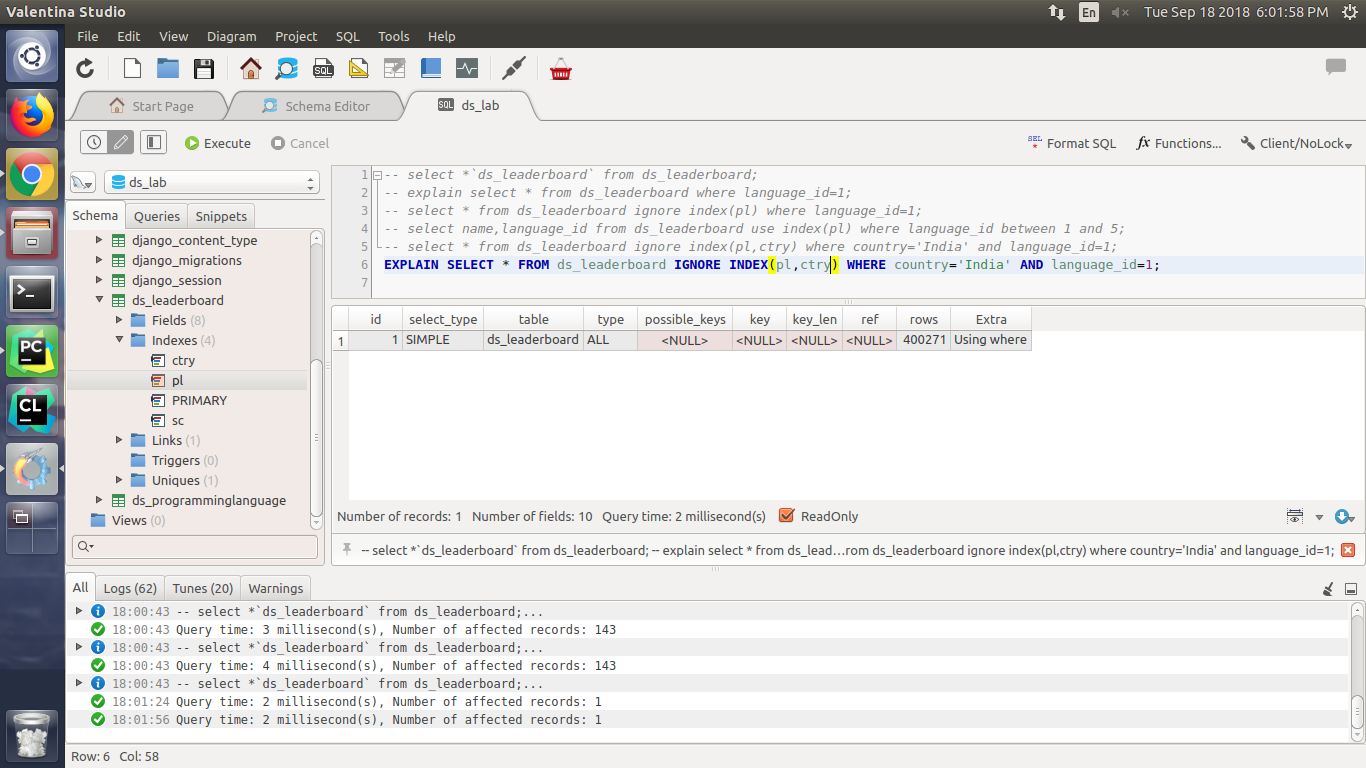 Valentina Studio
En
Tue Sep 18 2018 6:01:58 PM
File Edit View Diagram Project SQL Tools Help
SQL
Start Page
Schema Editor
SQL ds_lab
Execute
Cancel
SEL Format SQL
fx Functions...
Client/NoLock
ds_lab
Schema Queries Snippets
django_content_type
django_migrations
django_session
ds_leaderboard
Fields (8)
Indexes (4)
ctry
pl
PRIMARY
sc
Links (1)
Triggers (0)
Uniques (1)
ds_programminglanguage
Views (0)
PC
CL
1 -- select *`ds_leaderboard` from ds_leaderboard;
2 -- explain select * from ds_leaderboard where language_id=1;
3 -- select * from ds_leaderboard ignore index(pl) where language_id=1;
4 -- select name,language_id from ds_leaderboard use index(pl) where language_id between 1 and 5;
5 -- select * from ds_leaderboard ignore index(pl,ctry) where country='India' and language_id=1;
6 EXPLAIN SELECT * FROM ds_leaderboard IGNORE INDEX(pl,ctry) WHERE country='India' AND language_id=1;
7
id select_type table type possible_keys key key_len ref rows Extra
1 1 SIMPLE ds_leaderboard ALL <NULL> <NULL> <NULL> <NULL> 400271 Using where
Number of records: 1 Number of fields: 10 Query time: 2 millisecond(s) ReadOnly
-- select *`ds_leaderboard` from ds_leaderboard; -- explain select * from ds_lead...rom ds_leaderboard ignore index(pl,ctry) where country='India' and language_id=1;
All Logs (62) Tunes (20) Warnings
18:00:43 -- select *`ds_leaderboard` from ds_leaderboard;...
18:00:43 Query time: 3 millisecond(s), Number of affected records: 143
18:00:43 -- select *`ds_leaderboard` from ds_leaderboard;...
18:00:43 Query time: 4 millisecond(s), Number of affected records: 143
18:00:43 -- select *`ds_leaderboard` from ds_leaderboard;...
18:01:24 Query time: 2 millisecond(s), Number of affected records: 1
18:01:56 Query time: 2 millisecond(s), Number of affected records: 1
Row: 6 Col: 58